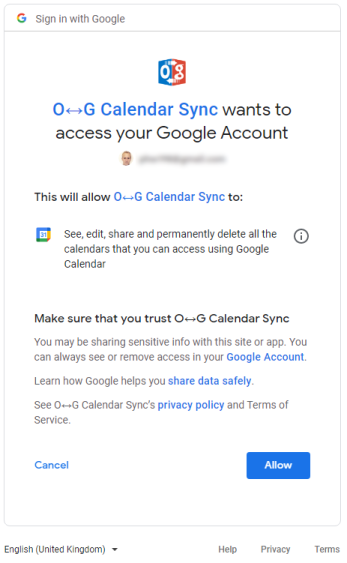 Sign in with Google
O↔G Calendar Sync wants to
access your Google Account
This will allow O↔G Calendar Sync to:
See, edit, share and permanently delete all the
calendars that you can access using Google
Calendar
Make sure that you trust O↔G Calendar Sync
You may be sharing sensitive info with this site or app. You
can always see or remove access in your Google Account.
Learn how Google helps you share data safely.
See O↔G Calendar Sync's privacy policy and Terms of
Service.
Cancel
Allow
English (United Kingdom)
Help
Privacy
Terms